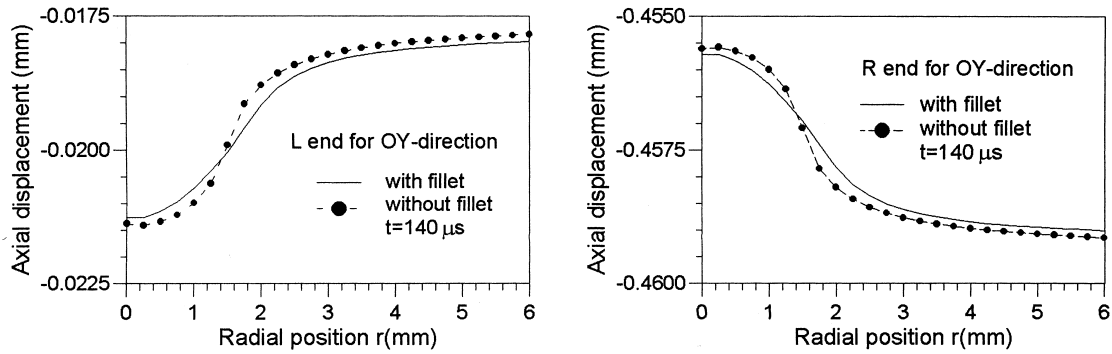 -0.0175
-0.0200
-0.0225
Axial displacement (mm)
L end for OY-direction
with fillet
without fillet
t=140 μs
0 1 2 3 4 5 6
Radial position r(mm)
-0.4550
-0.4575
-0.4600
Axial displacement (mm)
R end for OY-direction
with fillet
without fillet
t=140 μs
0 1 2 3 4 5 6
Radial position r(mm)